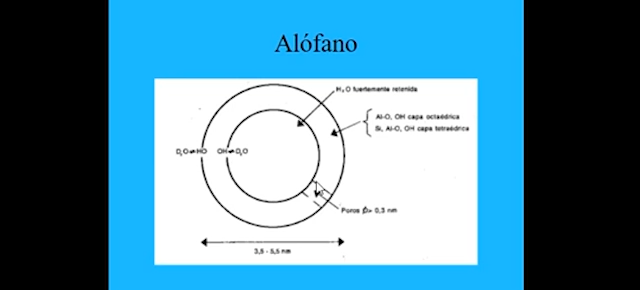 Alófano
H₂O fuertemente retenida
Al-O, OH capa octaédrica
Si, Al-O, OH capa tetraédrica
D₂O⇌HO OH⇌D₂O
Poros > 0,3 nm
3,5 - 5,5 nm